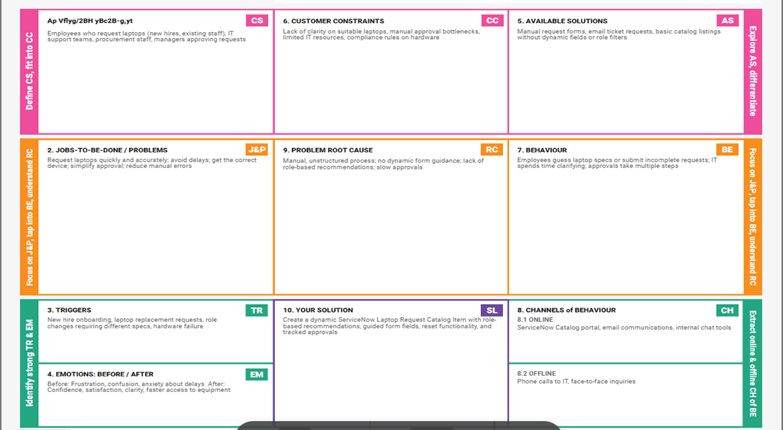 Define CS, fit into CC
Ap Vflyg/2BH yBc2B-g,yt
CS
Employees who request laptops (new hires, existing staff), IT
support teams, procurement staff, managers approving requests
6. CUSTOMER CONSTRAINTS
CC
Lack of clarity on suitable laptops, manual approval bottlenecks,
limited IT resources, compliance rules on hardware
5. AVAILABLE SOLUTIONS
AS
Manual request forms, email ticket requests, basic catalog listings
without dynamic fields or role filters
Explore AS, differentiate
Focus on J&P, tap into BE, understand RC
2. JOBS-TO-BE-DONE / PROBLEMS
J&P
Request laptops quickly and accurately; avoid delays; get the correct
device; simplify approval; reduce manual errors
9. PROBLEM ROOT CAUSE
RC
Manual, unstructured process; no dynamic form guidance; lack of
role-based recommendations; slow approvals
7. BEHAVIOUR
BE
Employees guess laptop specs or submit incomplete requests; IT
spends time clarifying; approvals take multiple steps
Focus on J&P, tap into BE, understand RC
Identify strong TR & EM
3. TRIGGERS
TR
New hire onboarding, laptop replacement requests, role
changes requiring different specs, hardware failure
4. EMOTIONS: BEFORE / AFTER
EM
Before: Frustration, confusion, anxiety about delays After:
Confidence, satisfaction, clarity, faster access to equipment
10. YOUR SOLUTION
SL
Create a dynamic ServiceNow Laptop Request Catalog Item with role-
based recommendations, guided form fields, reset functionality, and
tracked approvals
8. CHANNELS of BEHAVIOUR
CH
8.1 ONLINE
ServiceNow Catalog portal, email communications, internal chat tools
8.2 OFFLINE
Phone calls to IT, face-to-face inquiries
Extract online & offline CH of BE